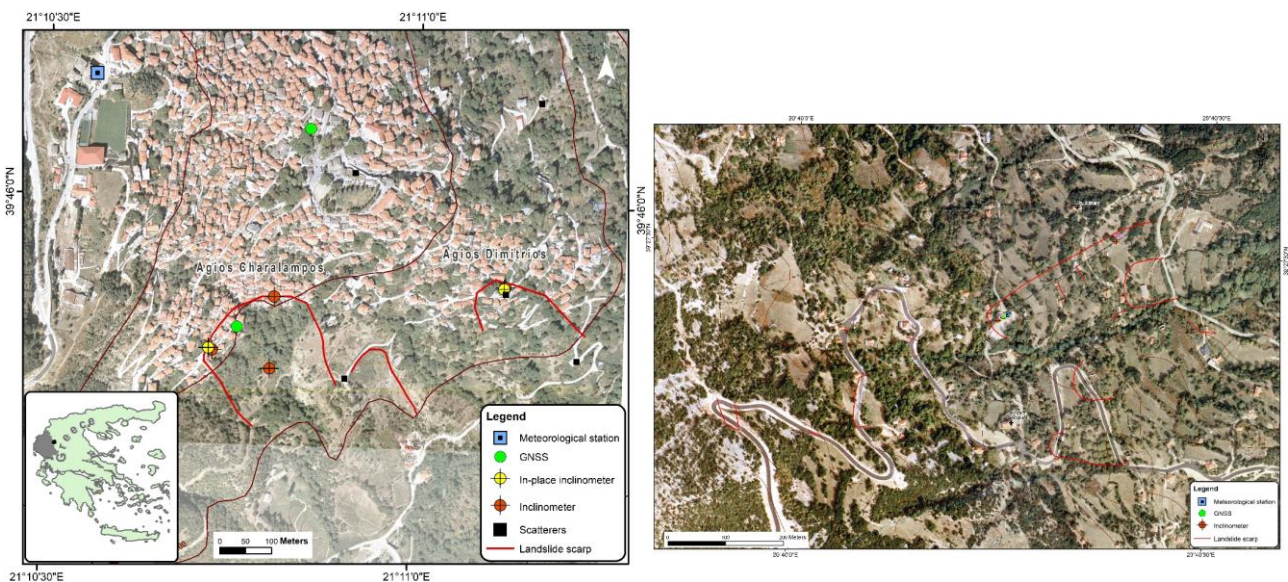 21°10'30"E
21°11'0"E
39°46'0"N
39°46'0"N
Agios Charalampos
Agios Dimitrios
Legend
Meteorological station
GNSS
In-place inclinometer
Inclinometer
Scatterers
Landslide scarp
0 50 100 Meters
21°10'30"E
21°11'0"E
Legend
Meteorological station
GNSS
Inclinometer
Landslide scarp
Meters